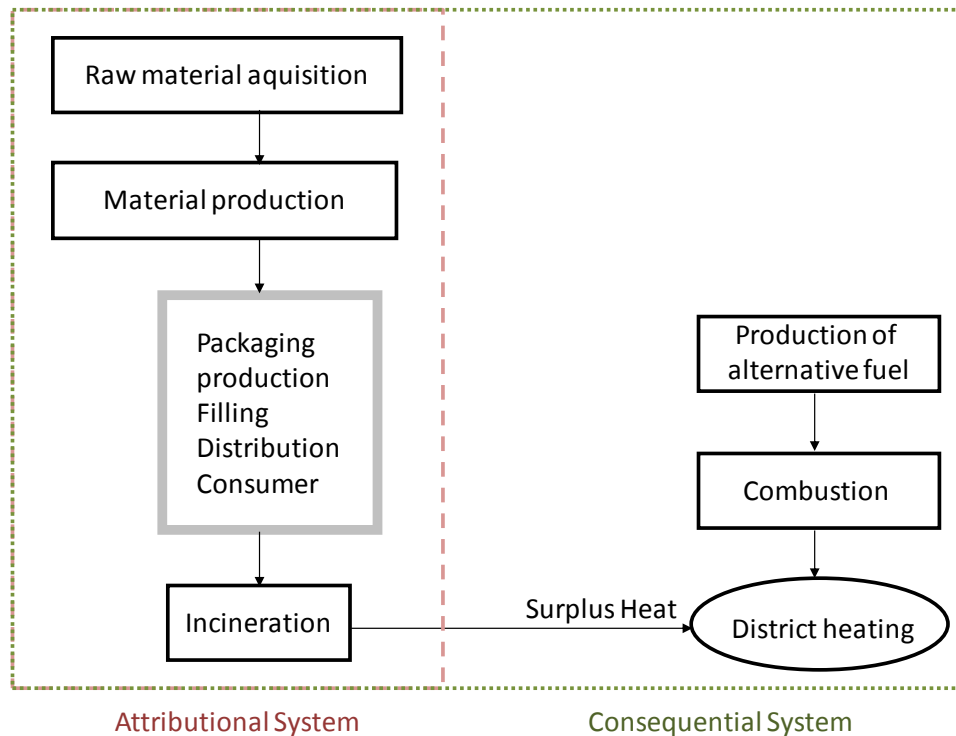 Raw material aquisition
Material production
Packaging
production
Filling
Distribution
Consumer
Incineration
Surplus Heat
Production of
alternative fuel
Combustion
District heating
Attributional System
Consequential System